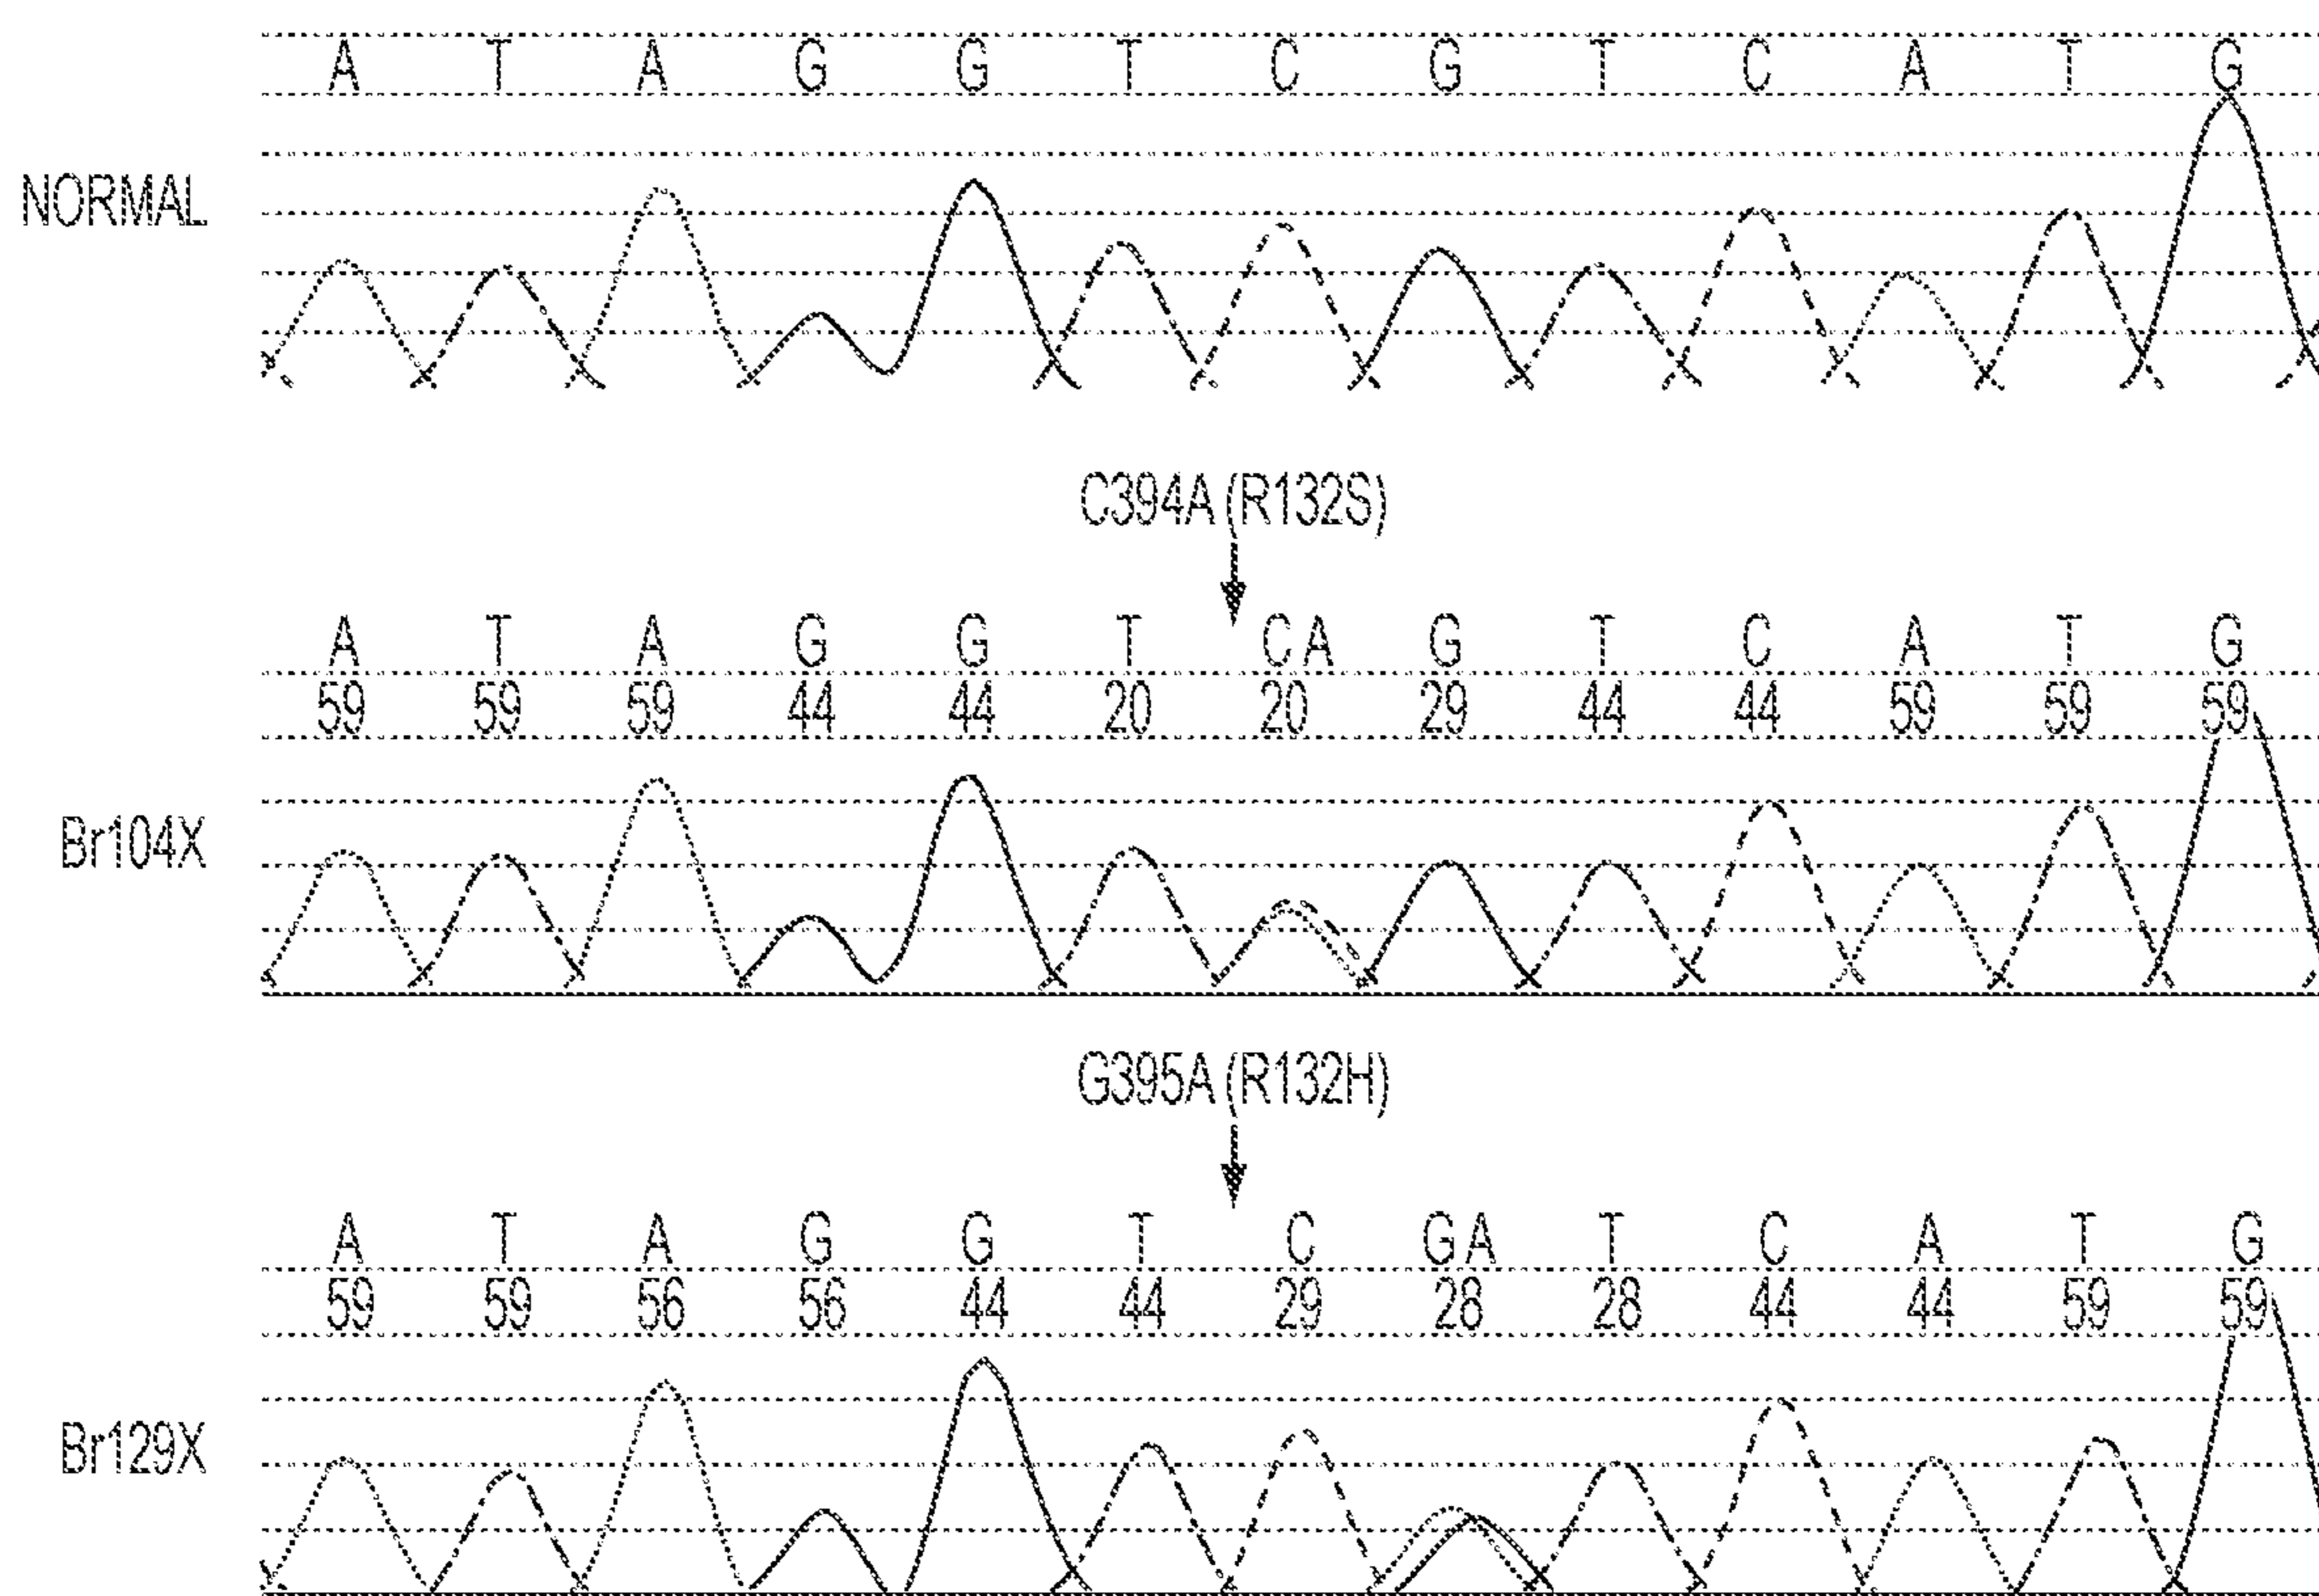 A T A G G T C G T C A T G
NORMAL
C394A (R132S)
A T A G G T CA G T C A T G
59 59 59 44 44 20 20 29 44 44 59 59 59
Br104X
G395A (R132H)
A T A G G T C GA T C A T G
59 59 56 56 44 44 29 28 28 44 44 59 59
Br129X